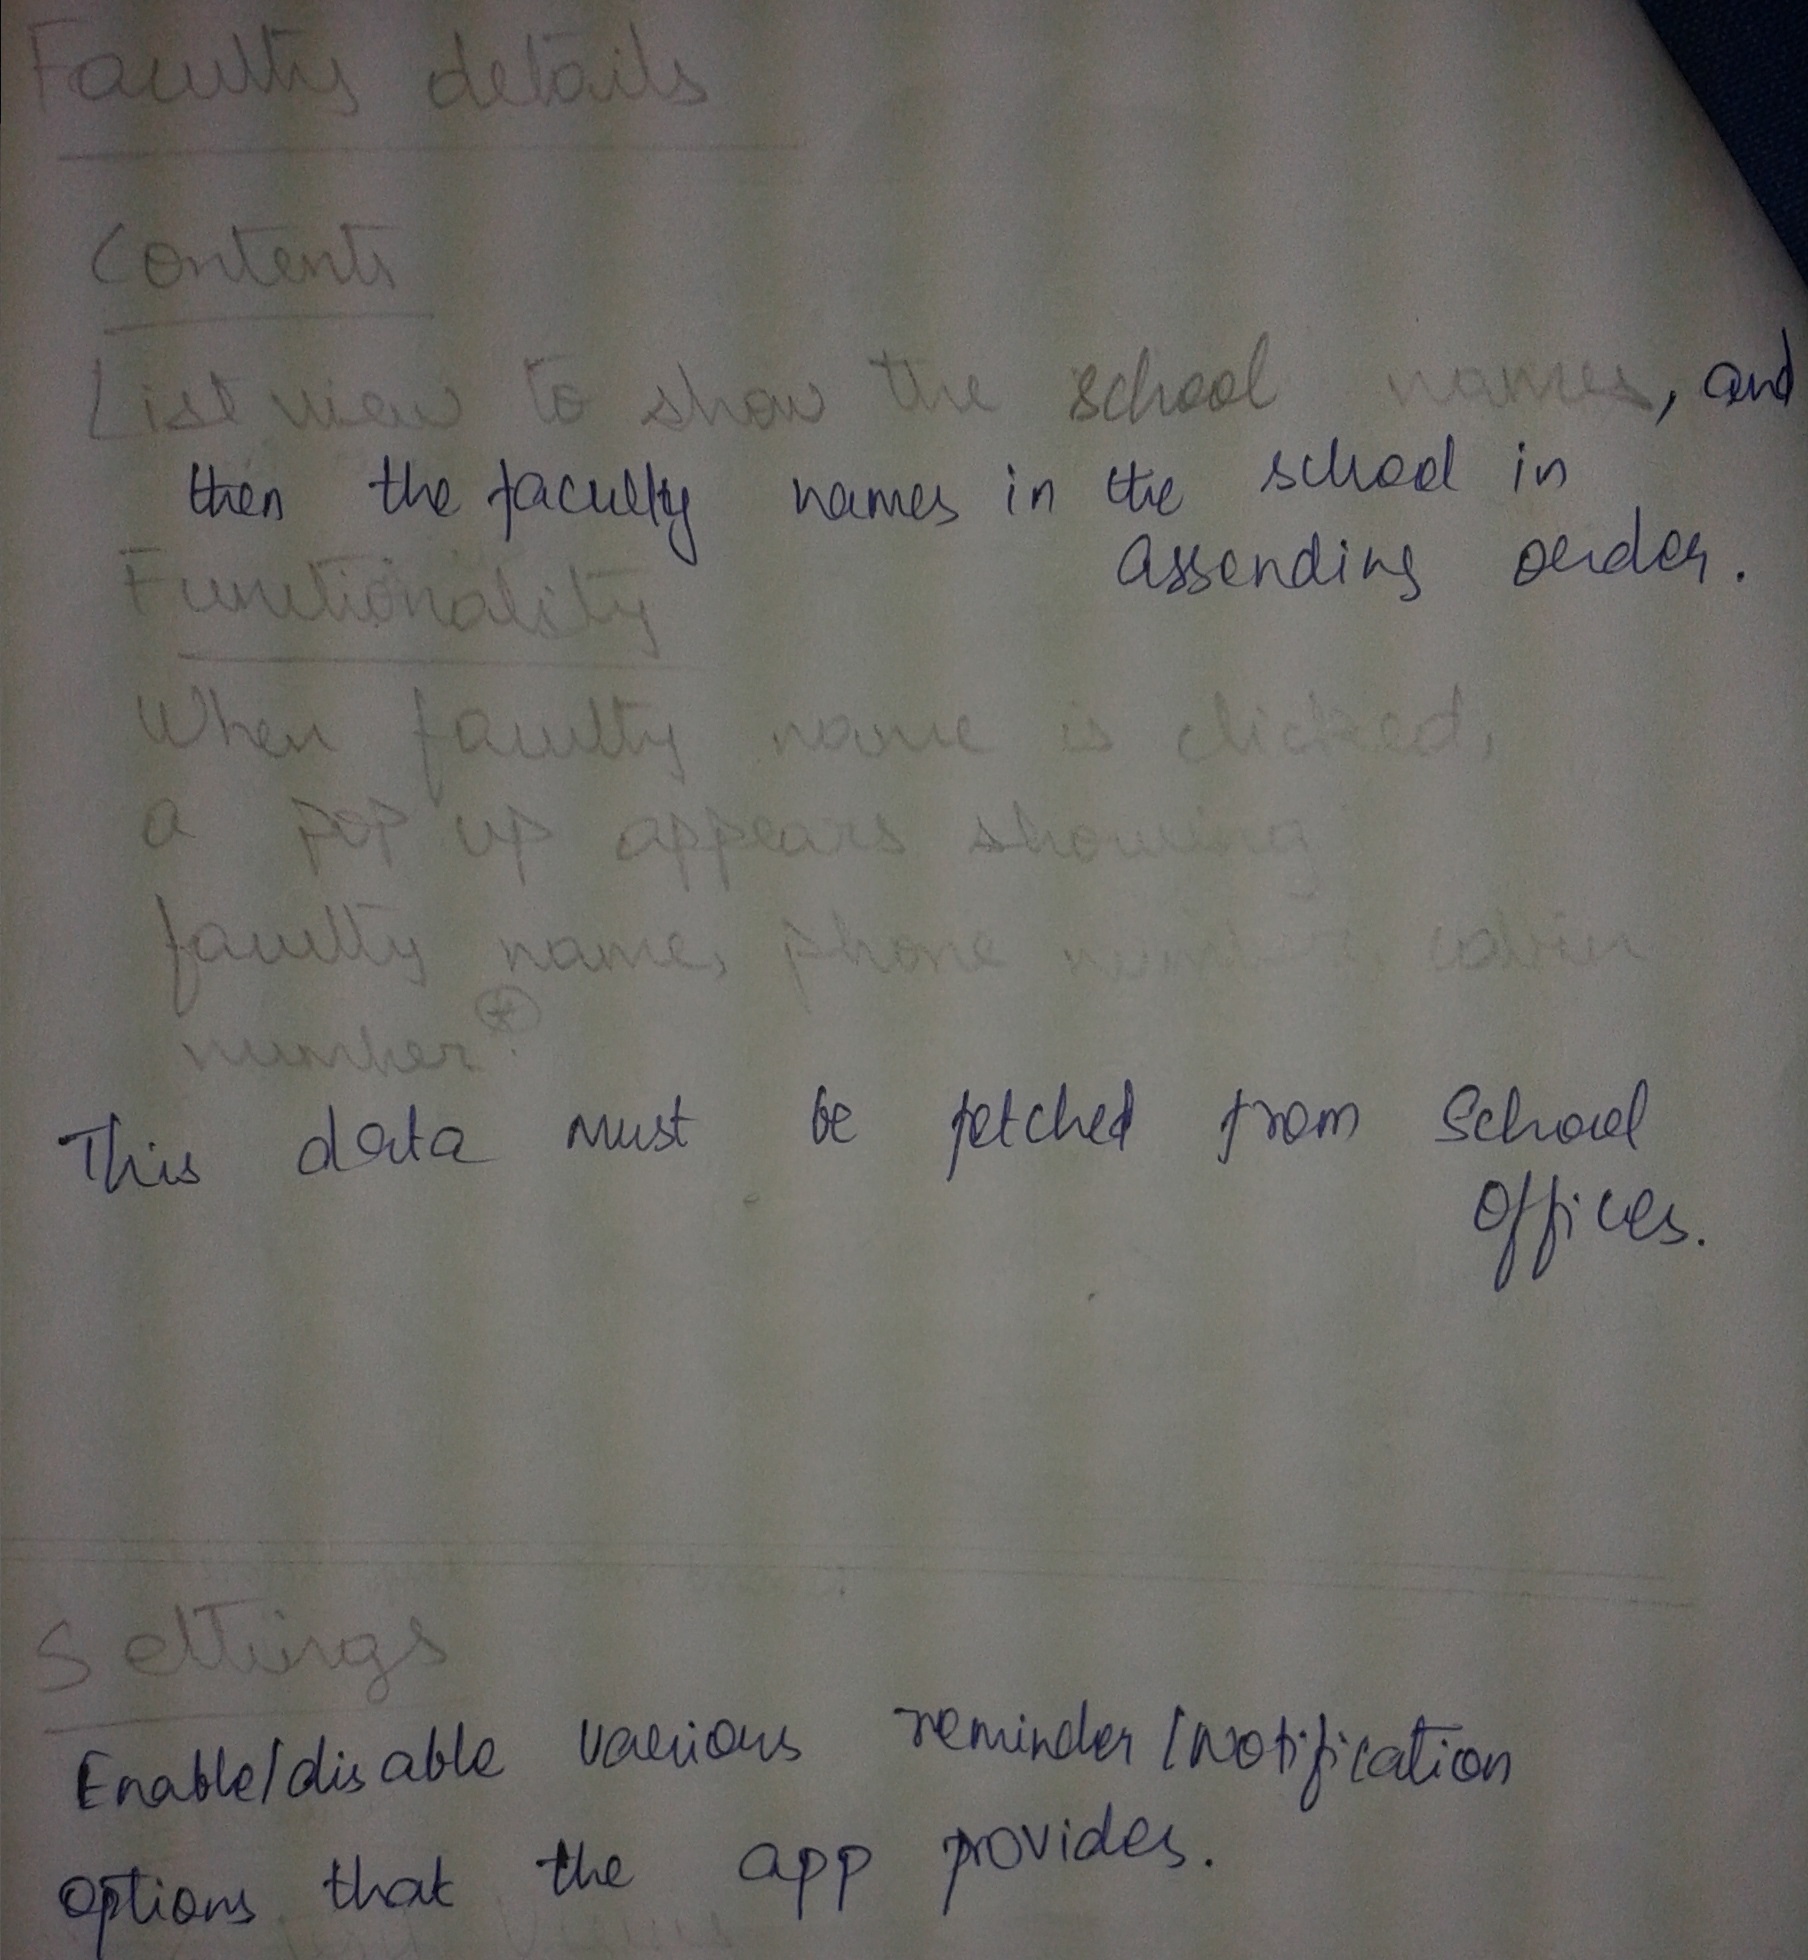 Faculty details
Contents
List view to show the school names, and
then the faculty names in the school in
assending order.
Functionality
When faculty name is clicked,
a pop up appears showing
faculty name, phone number, cabin
number*.
This data must be fetched from School
Offices.
Settings
Enable/disable various reminder/notification
options that the app provides.